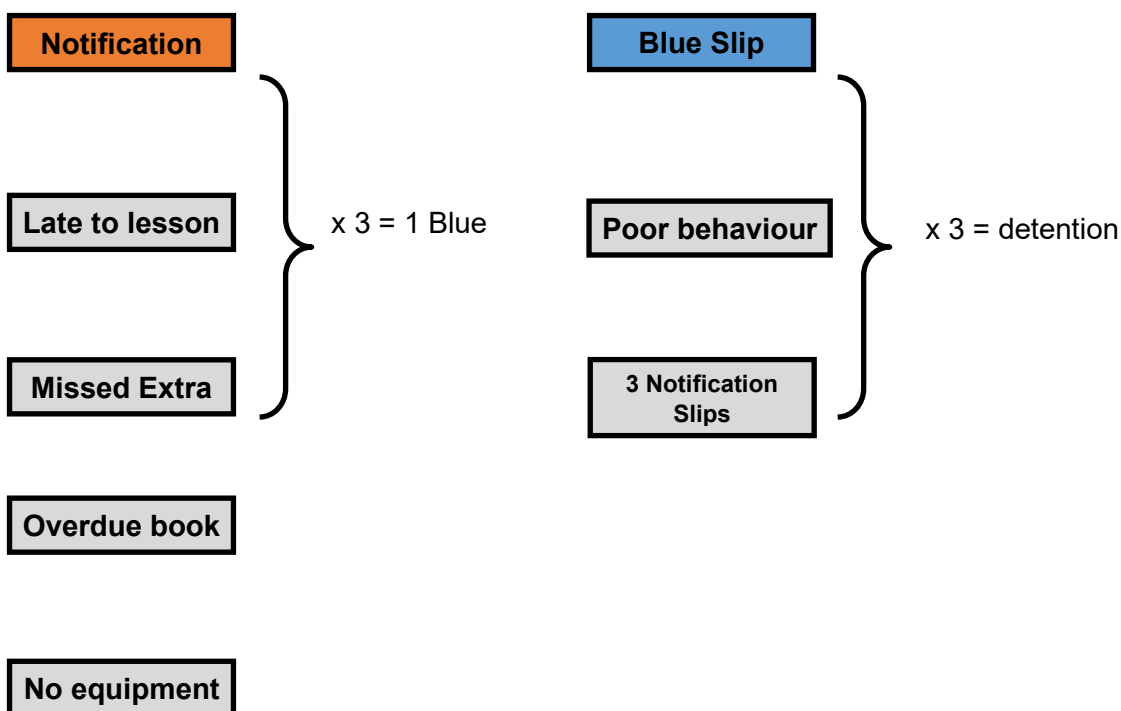 Notification
Late to lesson
x 3 = 1 Blue
Missed Extra
Overdue book
No equipment
Blue Slip
Poor behaviour
x 3 = detention
3 Notification
Slips